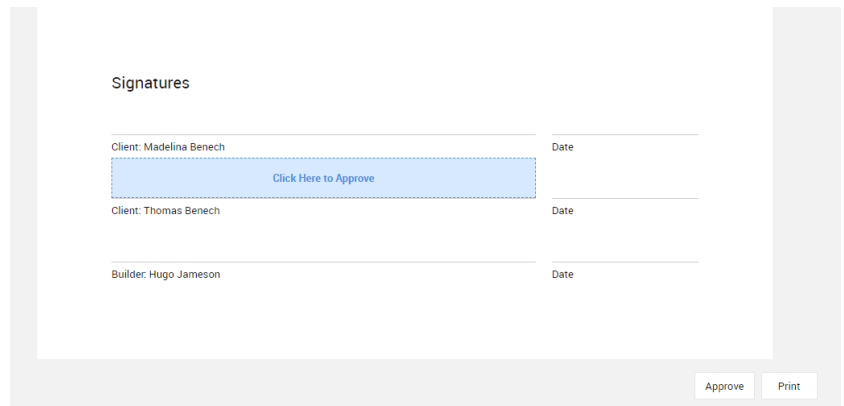 Signatures
Client: Madelina Benech Date
Click Here to Approve
Client: Thomas Benech Date
Builder: Hugo Jameson Date
Approve Print